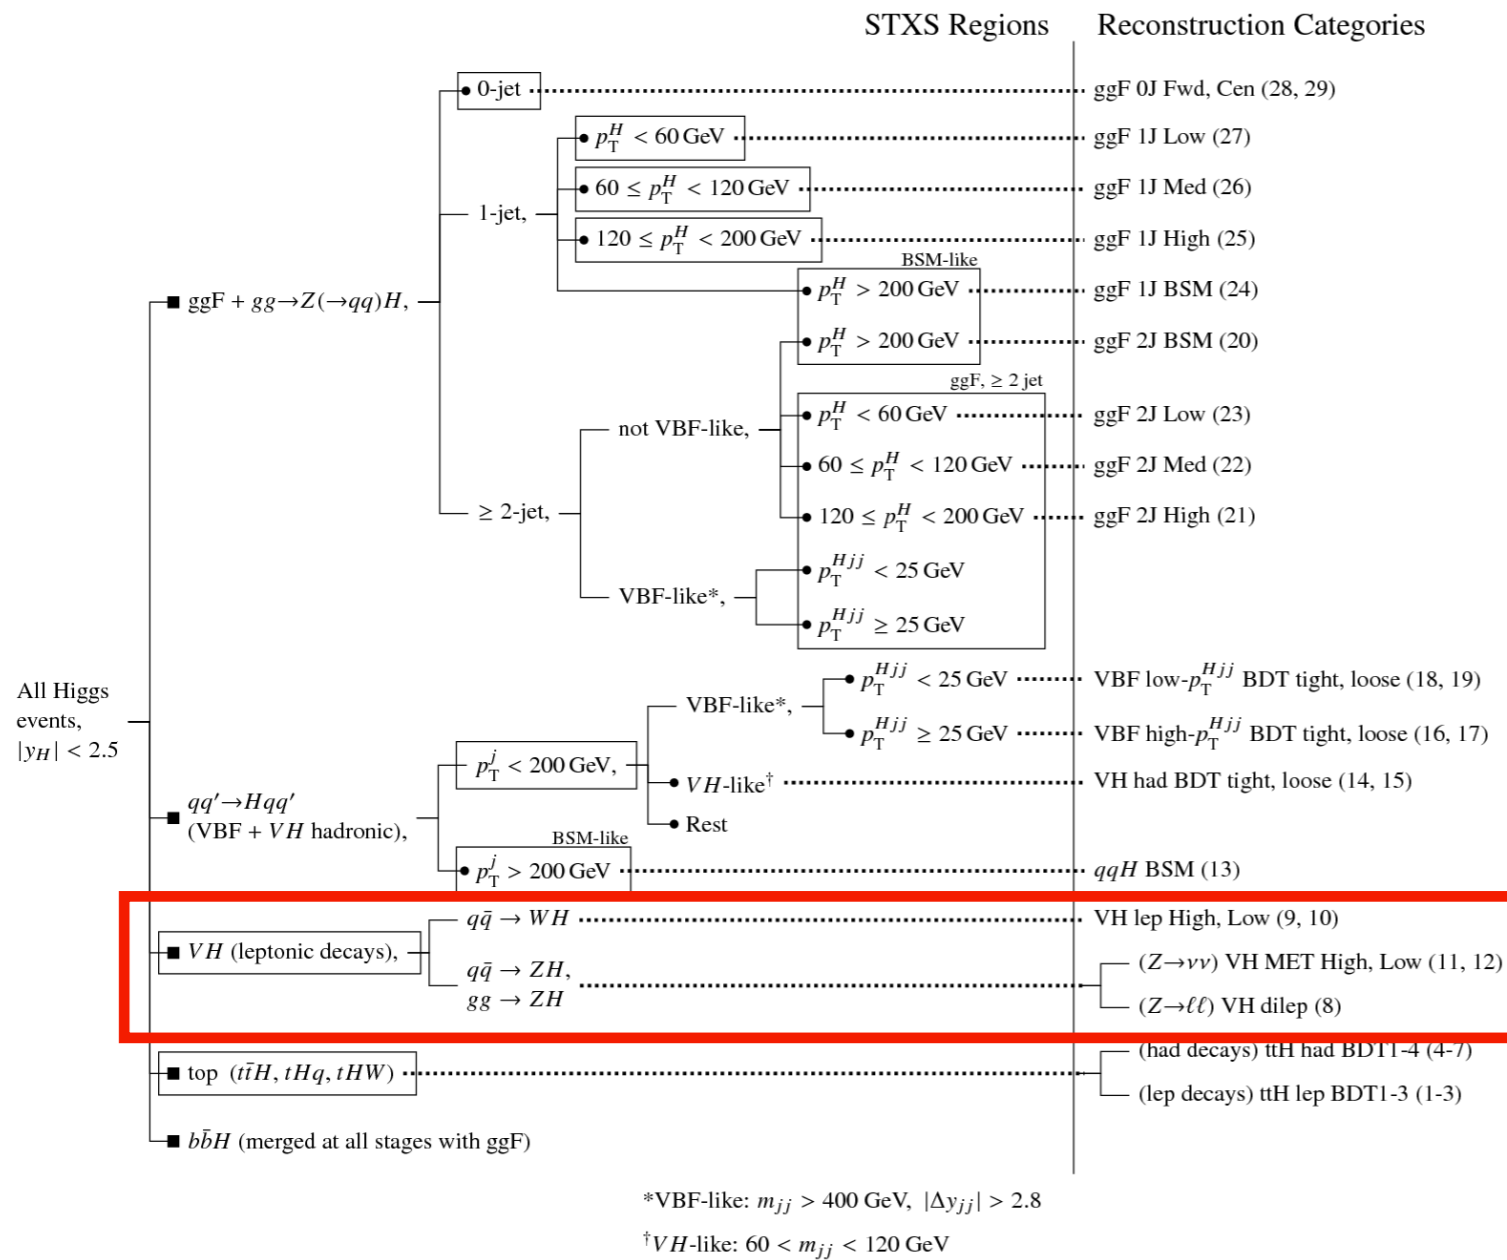 STXS Regions Reconstruction Categories
0-jet ggF 0J Fwd, Cen (28, 29)
p_T^H < 60 GeV ggF 1J Low (27)
60 ≤ p_T^H < 120 GeV ggF 1J Med (26)
1-jet,
120 ≤ p_T^H < 200 GeV ggF 1J High (25)
BSM-like
p_T^H > 200 GeV ggF 1J BSM (24)
ggF + gg→Z(→qq)H,
p_T^H > 200 GeV ggF 2J BSM (20)
ggF, ≥ 2 jet
p_T^H < 60 GeV ggF 2J Low (23)
not VBF-like,
60 ≤ p_T^H < 120 GeV ggF 2J Med (22)
≥ 2-jet,
120 ≤ p_T^H < 200 GeV ggF 2J High (21)
p_T^{Hjj} < 25 GeV
VBF-like*,
p_T^{Hjj} ≥ 25 GeV
All Higgs
events,
|y_H| < 2.5
p_T^{Hjj} < 25 GeV VBF low-p_T^{Hjj} BDT tight, loose (18, 19)
VBF-like*,
p_T^{Hjj} ≥ 25 GeV VBF high-p_T^{Hjj} BDT tight, loose (16, 17)
p_T^j < 200 GeV,
VH-like† VH had BDT tight, loose (14, 15)
qq′→Hqq′
(VBF + VH hadronic),
Rest
BSM-like
p_T^j > 200 GeV qqH BSM (13)
qq̄ → WH VH lep High, Low (9, 10)
VH (leptonic decays),
qq̄ → ZH, (Z→νν) VH MET High, Low (11, 12)
gg → ZH (Z→ℓℓ) VH dilep (8)
(had decays) ttH had BDT1-4 (4-7)
top (tt̄H, tHq, tHW)
(lep decays) ttH lep BDT1-3 (1-3)
bb̄H (merged at all stages with ggF)
*VBF-like: m_{jj} > 400 GeV, |Δy_{jj}| > 2.8
†VH-like: 60 < m_{jj} < 120 GeV